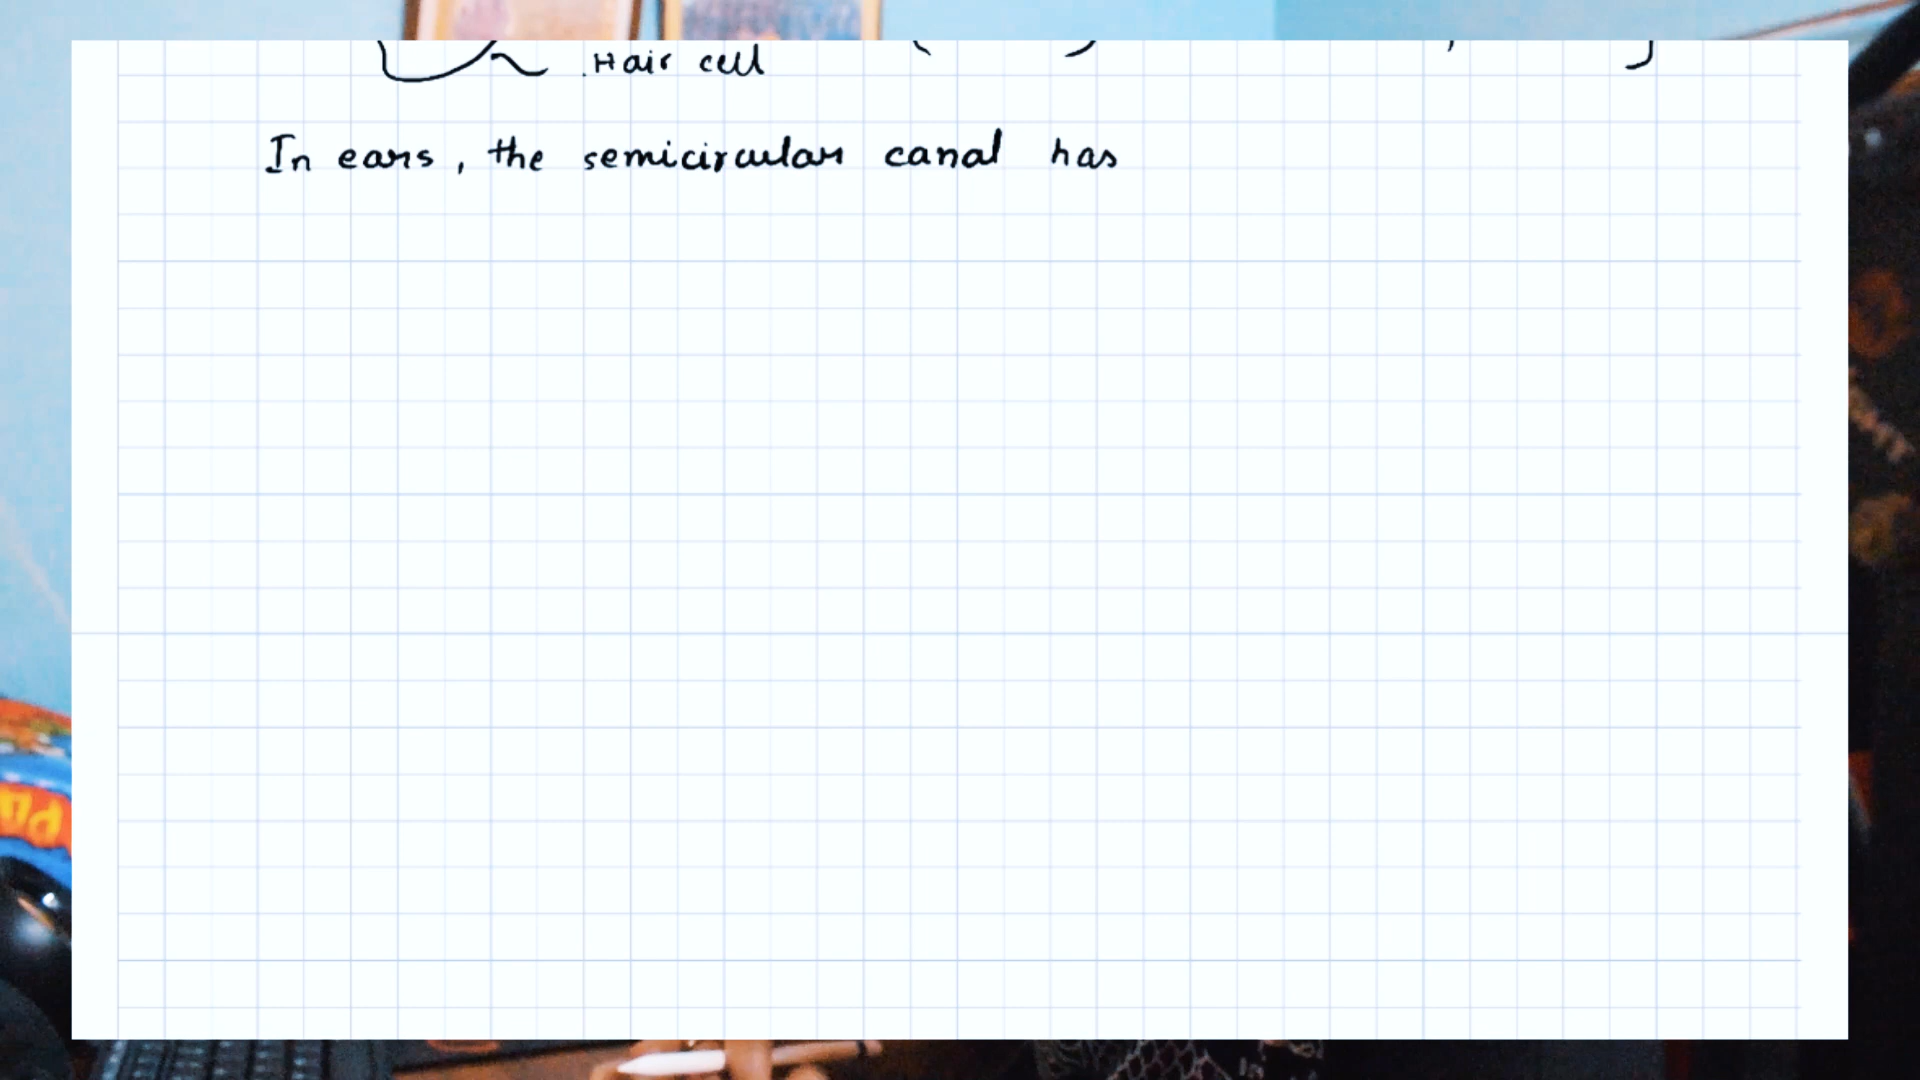 Hair cell
In ears, the semicircular canal has